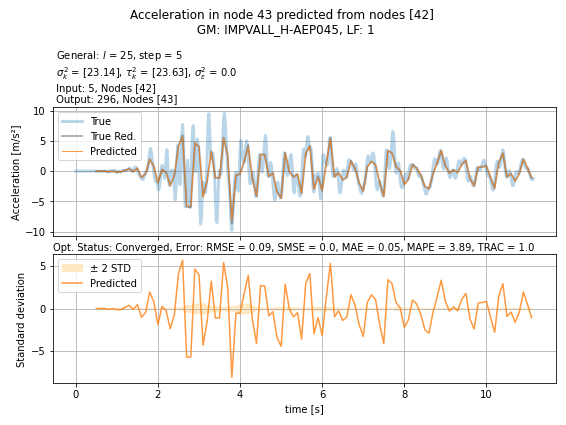 Acceleration in node 43 predicted from nodes [42]
GM: IMPVALL_H-AEP045, LF: 1
General: l = 25, step = 5
σ²ₖ = [23.14], τ²ₖ = [23.63], σ²ε = 0.0
Input: 5, Nodes [42]
Output: 296, Nodes [43]
10
5
0
−5
−10
Acceleration [m/s²]
True
True Red.
Predicted
Opt. Status: Converged, Error: RMSE = 0.09, SMSE = 0.0, MAE = 0.05, MAPE = 3.89, TRAC = 1.0
5
0
−5
Standard deviation
± 2 STD
Predicted
0 2 4 6 8 10
time [s]